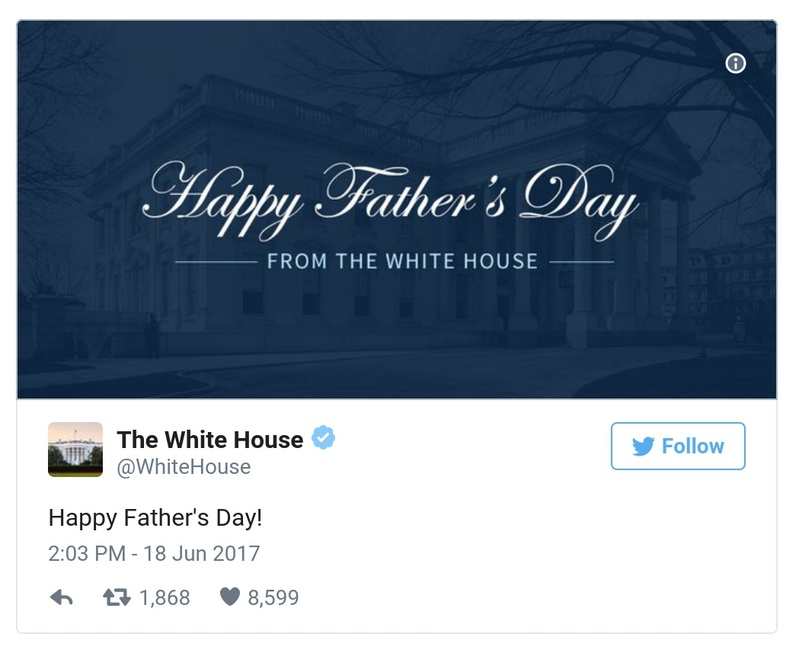 Happy Father's Day
FROM THE WHITE HOUSE
The White House
@WhiteHouse
Follow
Happy Father's Day!
2:03 PM - 18 Jun 2017
1,868 8,599